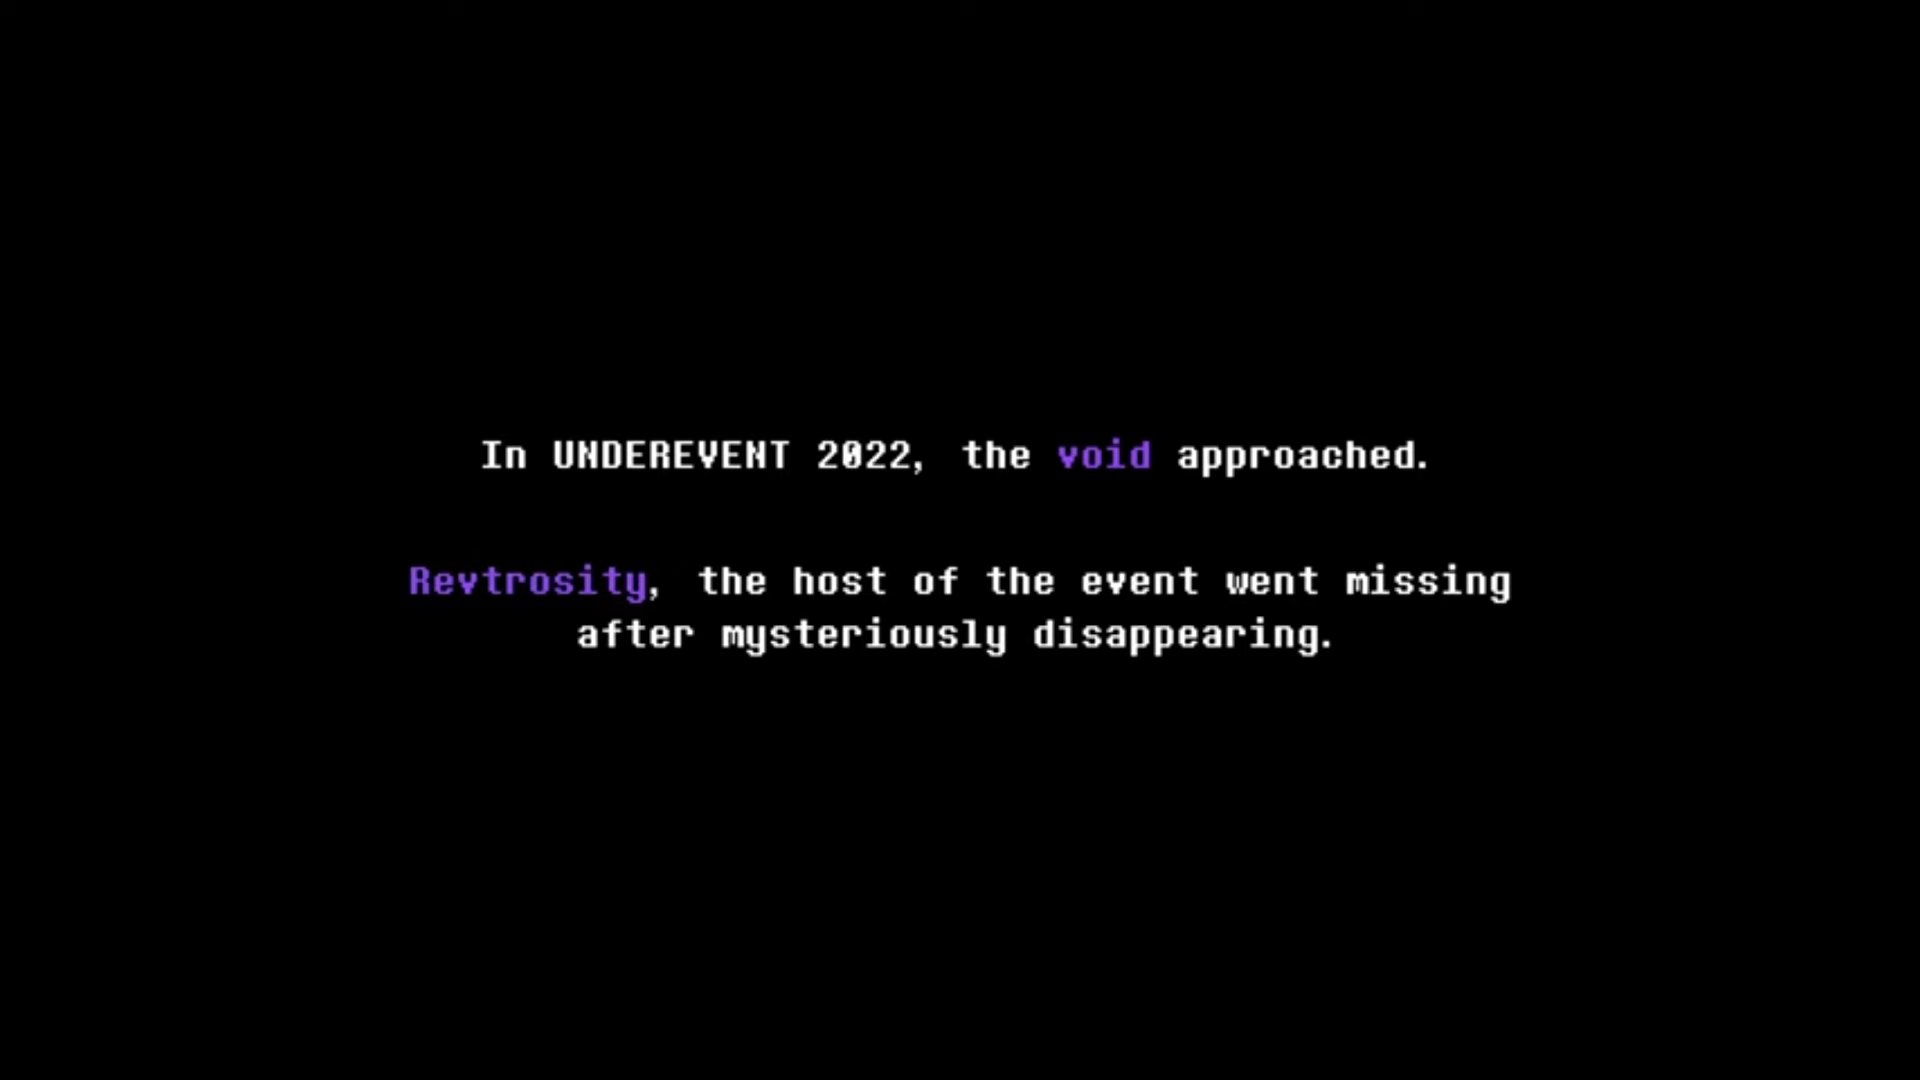 In UNDEREVENT 2022, the void approached.
Revtrosity, the host of the event went missing
after mysteriously disappearing.